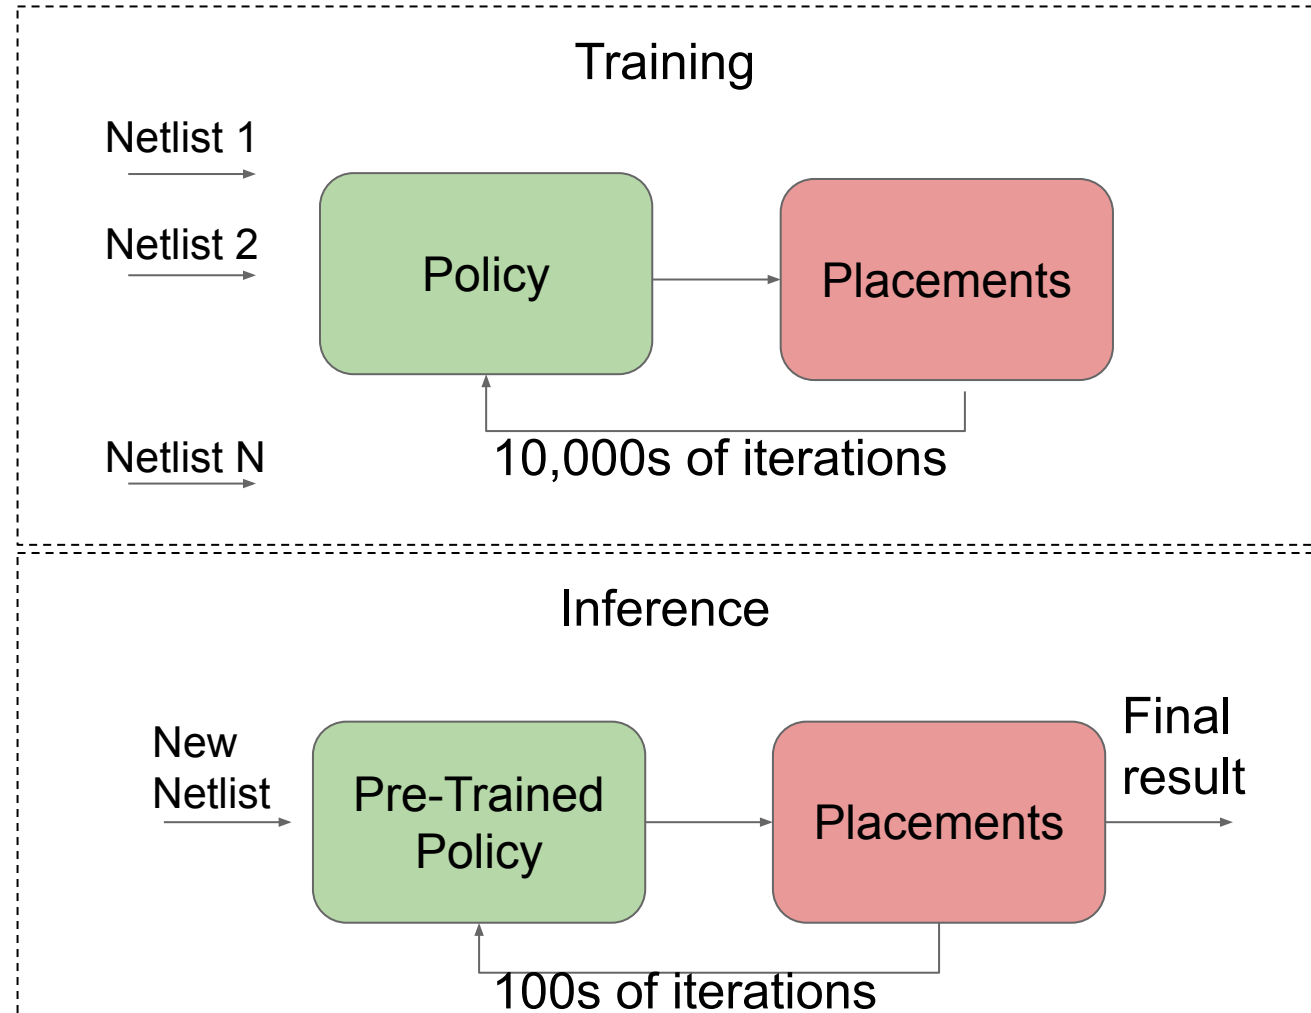 Training
Netlist 1
Netlist 2
Policy
Placements
Netlist N
10,000s of iterations
Inference
New
Netlist
Pre-Trained
Policy
Placements
Final
result
100s of iterations